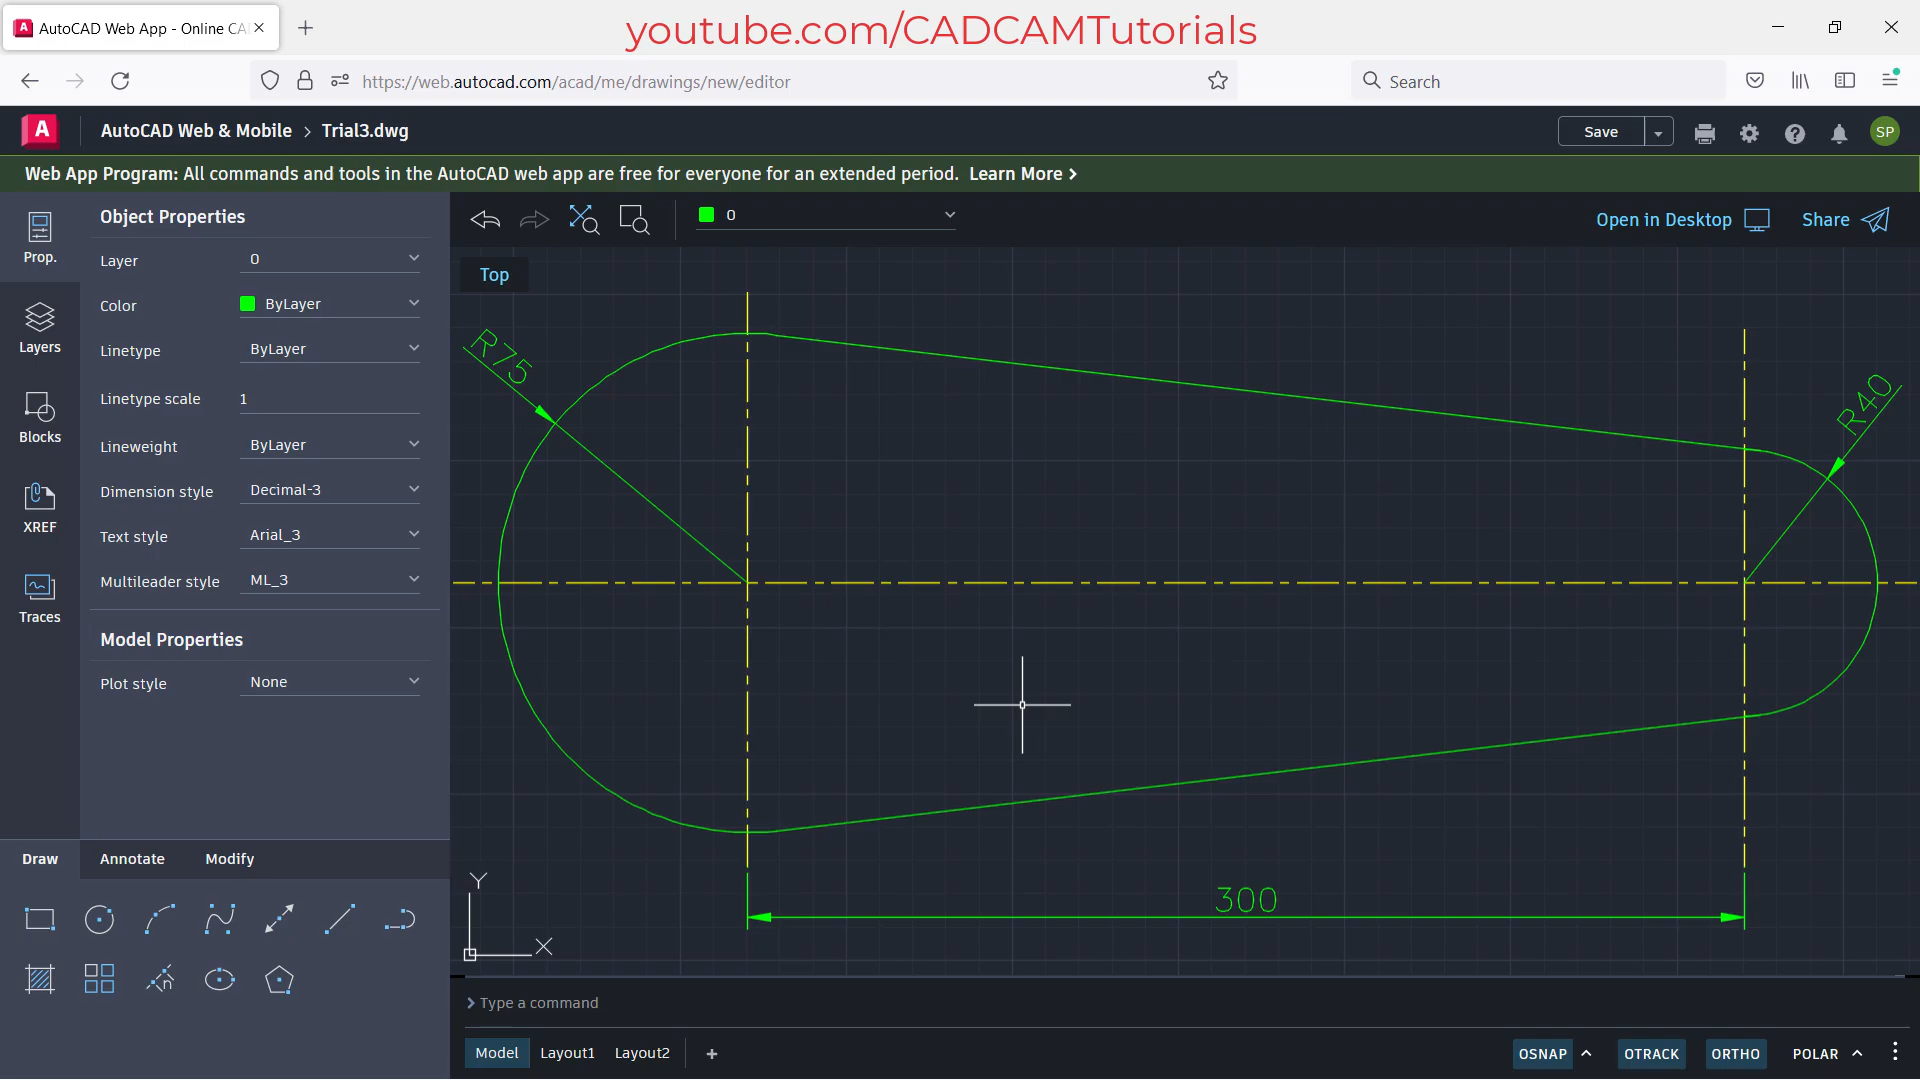 AutoCAD Web App - Online CA
youtube.com/CADCAMTutorials
https://web.autocad.com/acad/me/drawings/new/editor
Search
A
AutoCAD Web & Mobile > Trial3.dwg
Save
SP
Web App Program: All commands and tools in the AutoCAD web app are free for everyone for an extended period. Learn More >
Prop.
Layers
Blocks
XREF
Traces
Object Properties
Layer 0
Color ByLayer
Linetype ByLayer
Linetype scale 1
Lineweight ByLayer
Dimension style Decimal-3
Text style Arial_3
Multileader style ML_3
Model Properties
Plot style None
Draw Annotate Modify
0
Open in Desktop
Share
Top
R75
R40
300
Y
X
Type a command
Model Layout1 Layout2 +
OSNAP OTRACK ORTHO POLAR